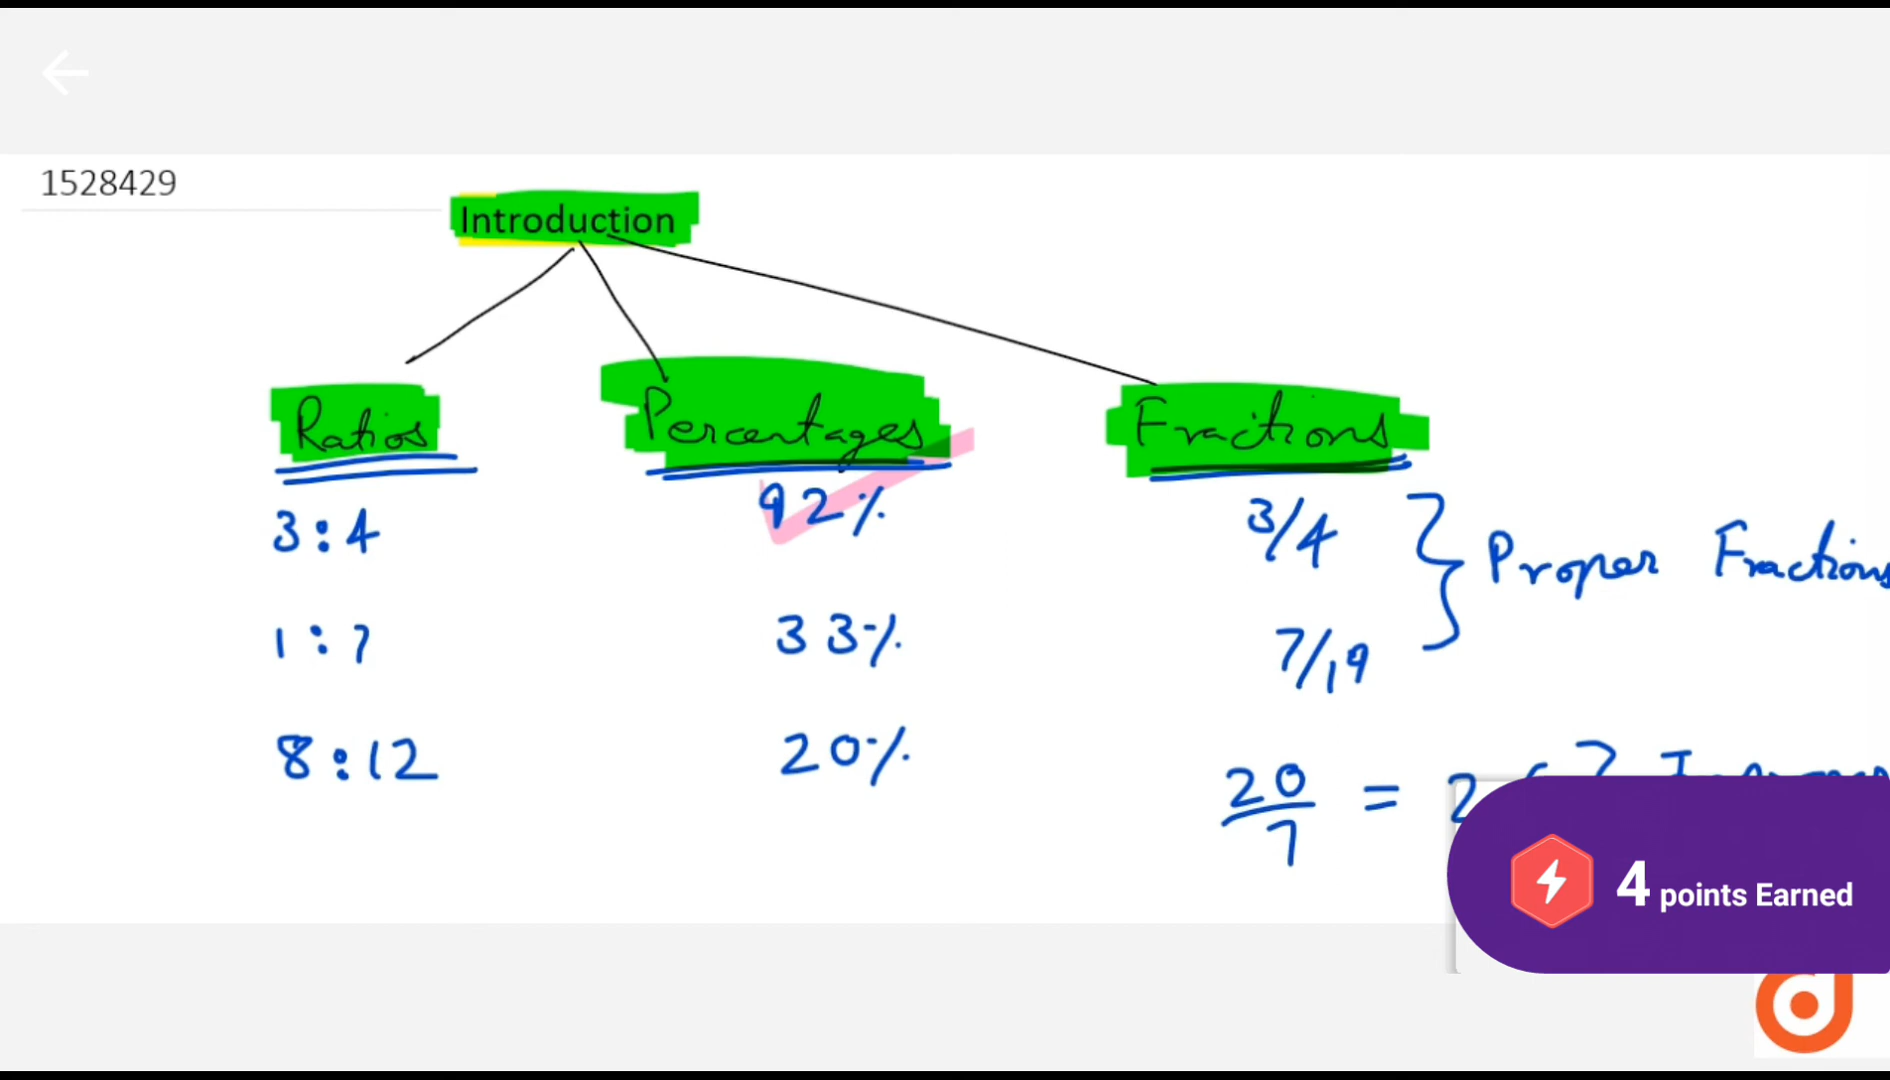 1528429
Introduction
Ratios Percentages Fractions
3:4 92% 3/4 Proper Fractions
1:7 33% 7/19
8:12 20% 20/7 = 2
4 points Earned